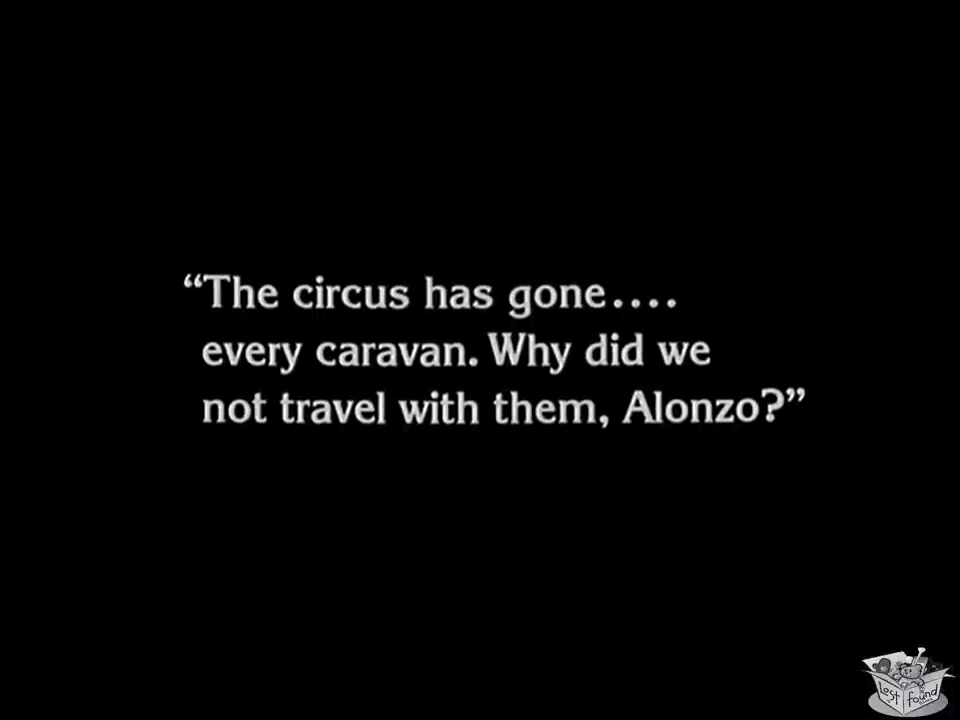 “The circus has gone....
every caravan. Why did we
not travel with them, Alonzo?”
Lost
found